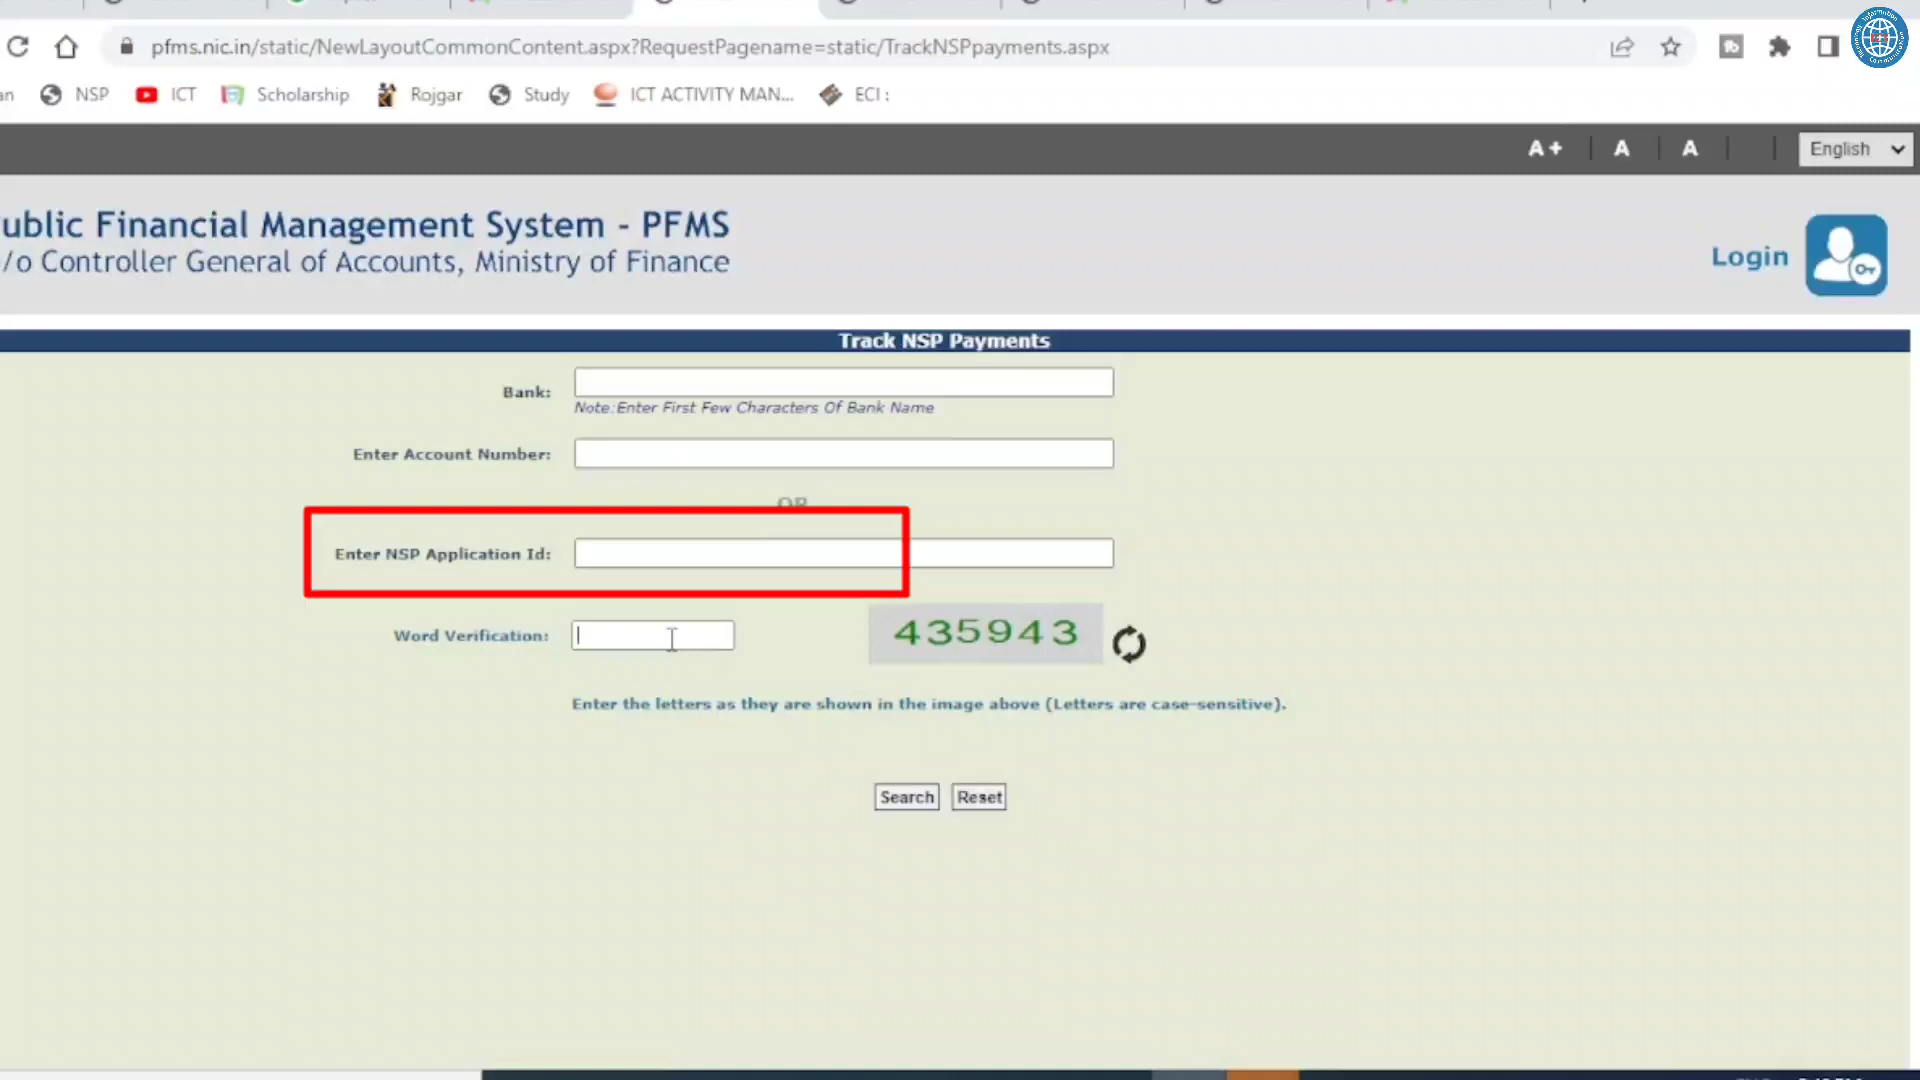 pfms.nic.in/static/NewLayoutCommonContent.aspx?RequestPagename=static/TrackNSPpayments.aspx
an NSP ICT Scholarship Rojgar Study ICT ACTIVITY MAN... ECI :
A+ A A English
ublic Financial Management System - PFMS
/o Controller General of Accounts, Ministry of Finance
Login
Track NSP Payments
Bank:
Note:Enter First Few Characters Of Bank Name
Enter Account Number:
OR
Enter NSP Application Id:
Word Verification:
435943
Enter the letters as they are shown in the image above (Letters are case-sensitive).
Search Reset